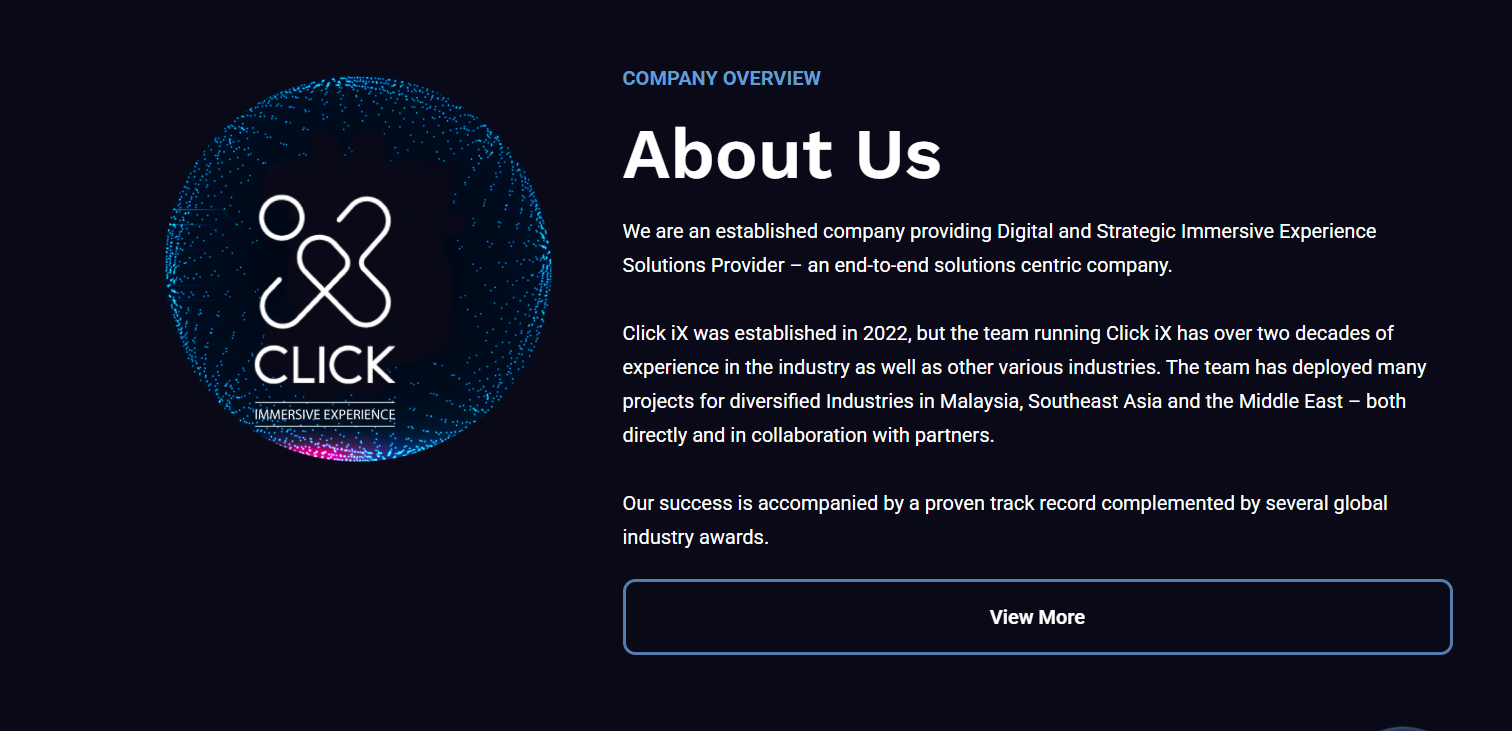 COMPANY OVERVIEW
About Us
We are an established company providing Digital and Strategic Immersive Experience
Solutions Provider – an end-to-end solutions centric company.
Click iX was established in 2022, but the team running Click iX has over two decades of
experience in the industry as well as other various industries. The team has deployed many
projects for diversified Industries in Malaysia, Southeast Asia and the Middle East – both
directly and in collaboration with partners.
Our success is accompanied by a proven track record complemented by several global
industry awards.
View More
iX
CLICK
IMMERSIVE EXPERIENCE